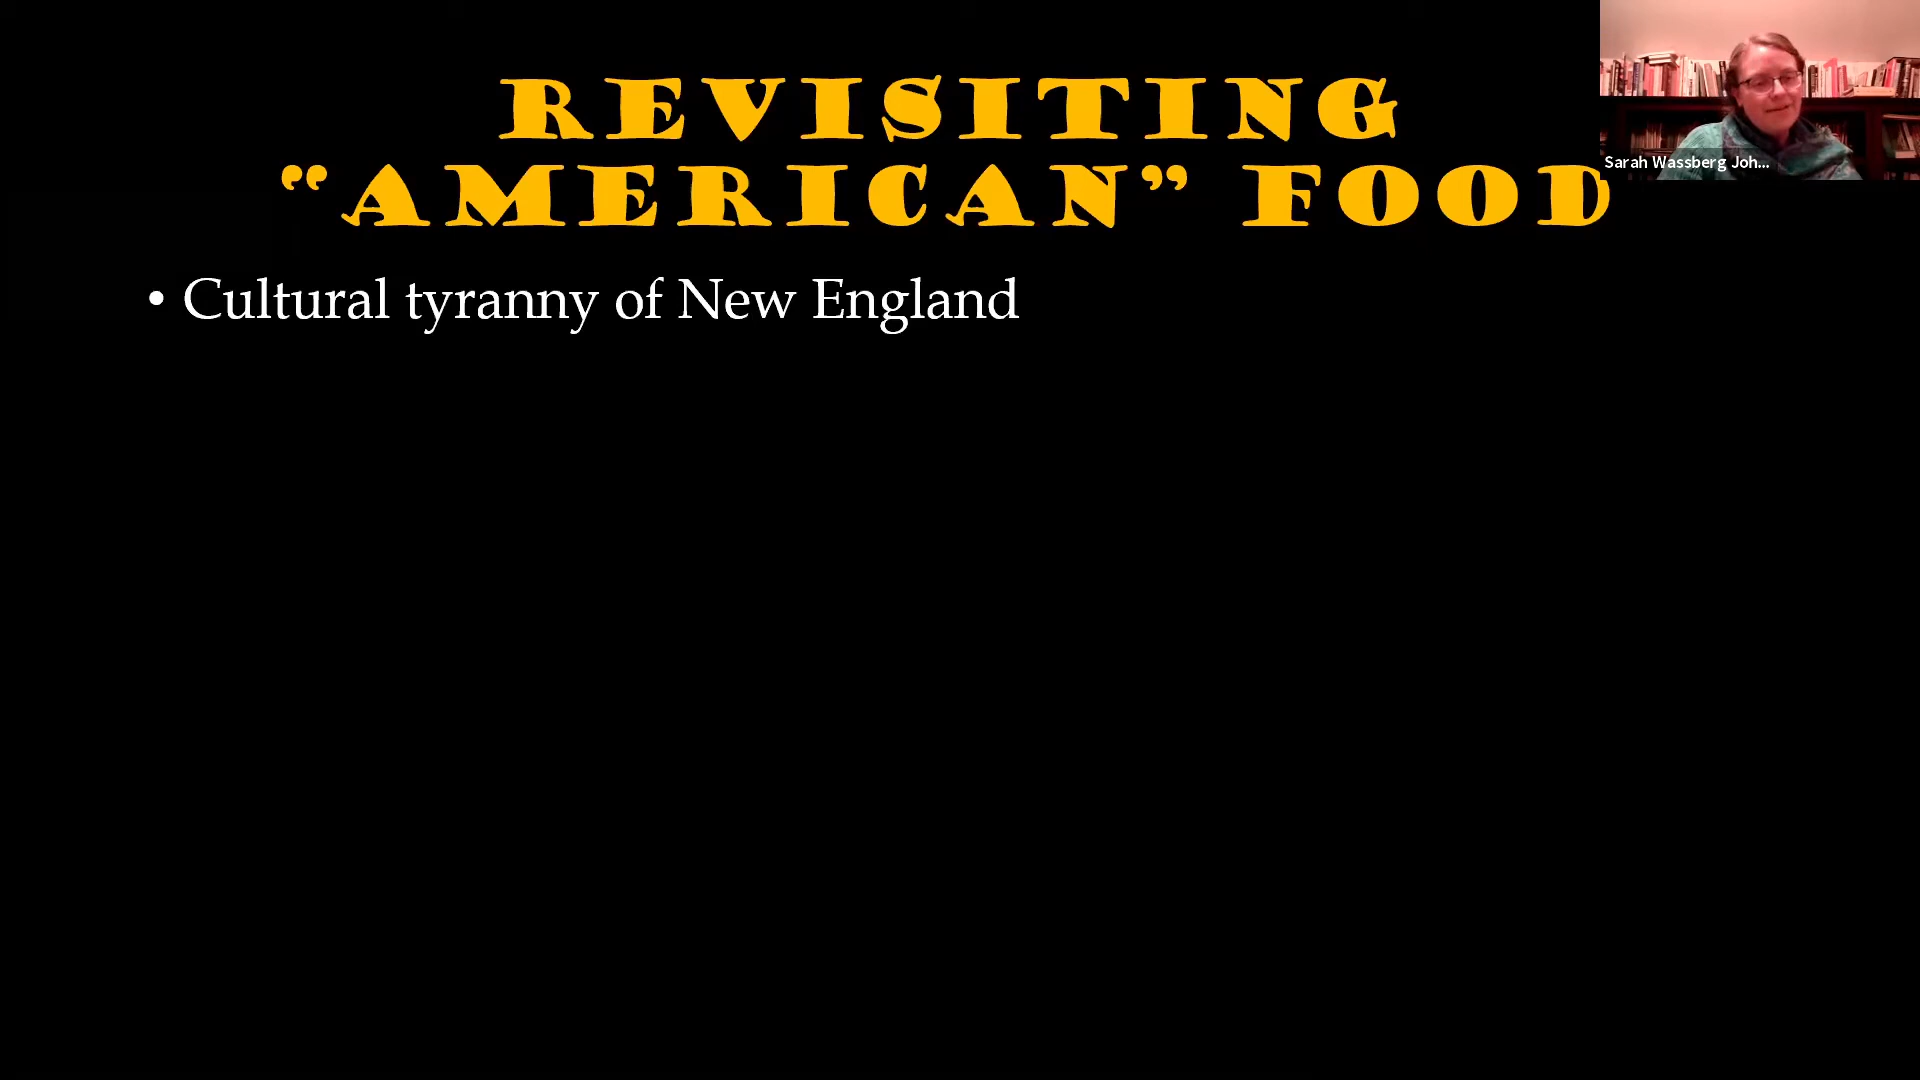 REVISITING
“AMERICAN” FOOD
Sarah Wassberg Joh...
• Cultural tyranny of New England